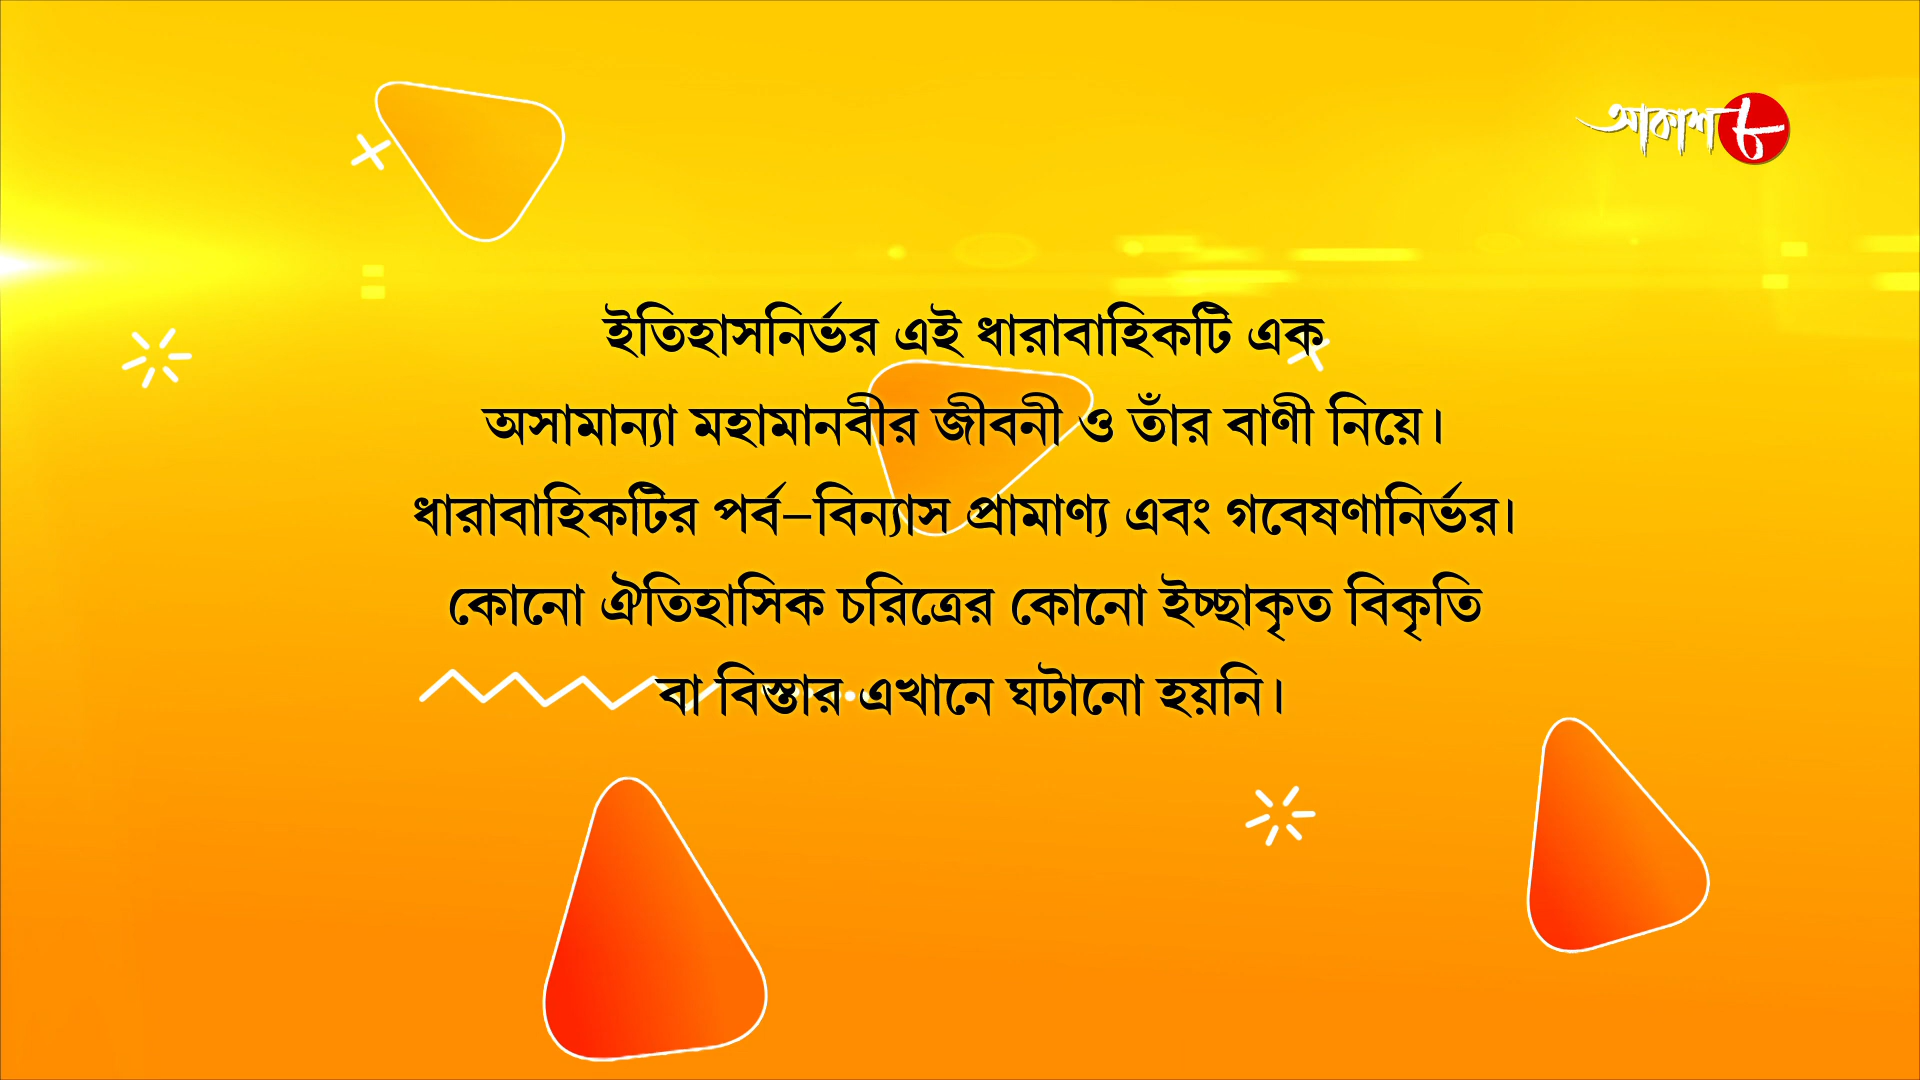 আকাশ ৮
ইতিহাসনির্ভর এই ধারাবাহিকটি এক
অসামান্যা মহামানবীর জীবনী ও তাঁর বাণী নিয়ে।
ধারাবাহিকটির পর্ব–বিন্যাস প্রামাণ্য এবং গবেষণানির্ভর।
কোনো ঐতিহাসিক চরিত্রের কোনো ইচ্ছাকৃত বিকৃতি
বা বিস্তার এখানে ঘটানো হয়নি।